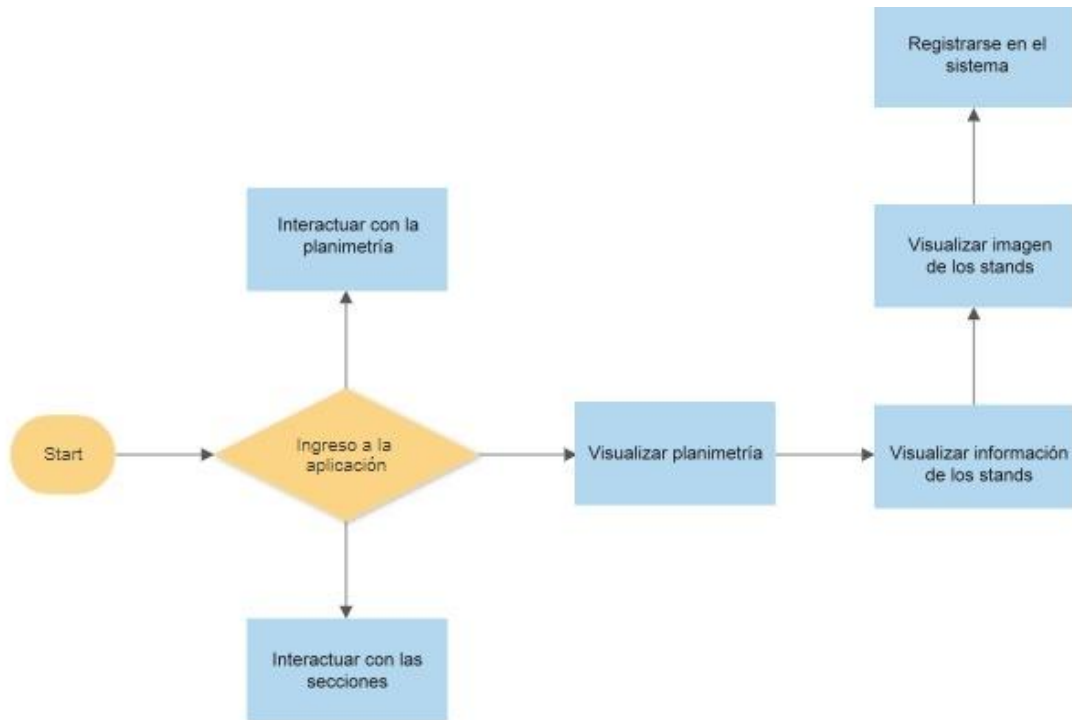 Registrarse en el
sistema
Interactuar con la
planimetría
Visualizar imagen
de los stands
Start
Ingreso a la
aplicación
Visualizar planimetría
Visualizar información
de los stands
Interactuar con las
secciones